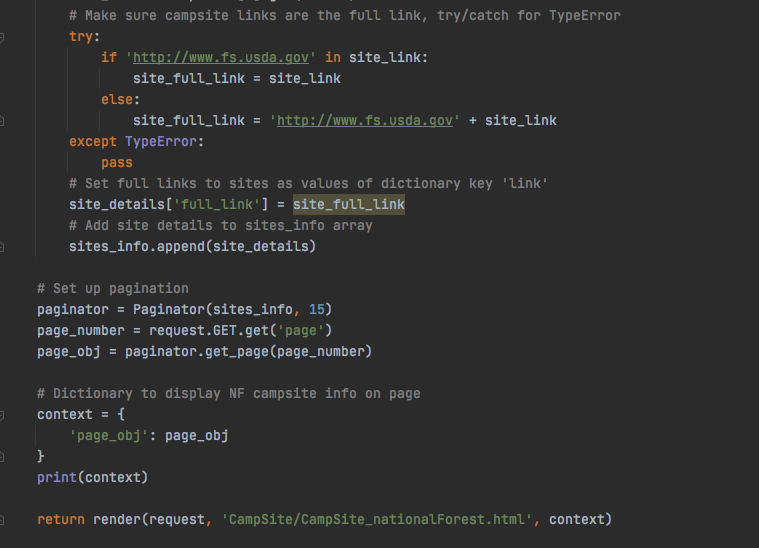 # Make sure campsite links are the full link, try/catch for TypeError
try:
if 'http://www.fs.usda.gov' in site_link:
site_full_link = site_link
else:
site_full_link = 'http://www.fs.usda.gov' + site_link
except TypeError:
pass
# Set full links to sites as values of dictionary key 'link'
site_details['full_link'] = site_full_link
# Add site details to sites_info array
sites_info.append(site_details)
# Set up pagination
paginator = Paginator(sites_info, 15)
page_number = request.GET.get('page')
page_obj = paginator.get_page(page_number)
# Dictionary to display NF campsite info on page
context = {
'page_obj': page_obj
}
print(context)
return render(request, 'CampSite/CampSite_nationalForest.html', context)